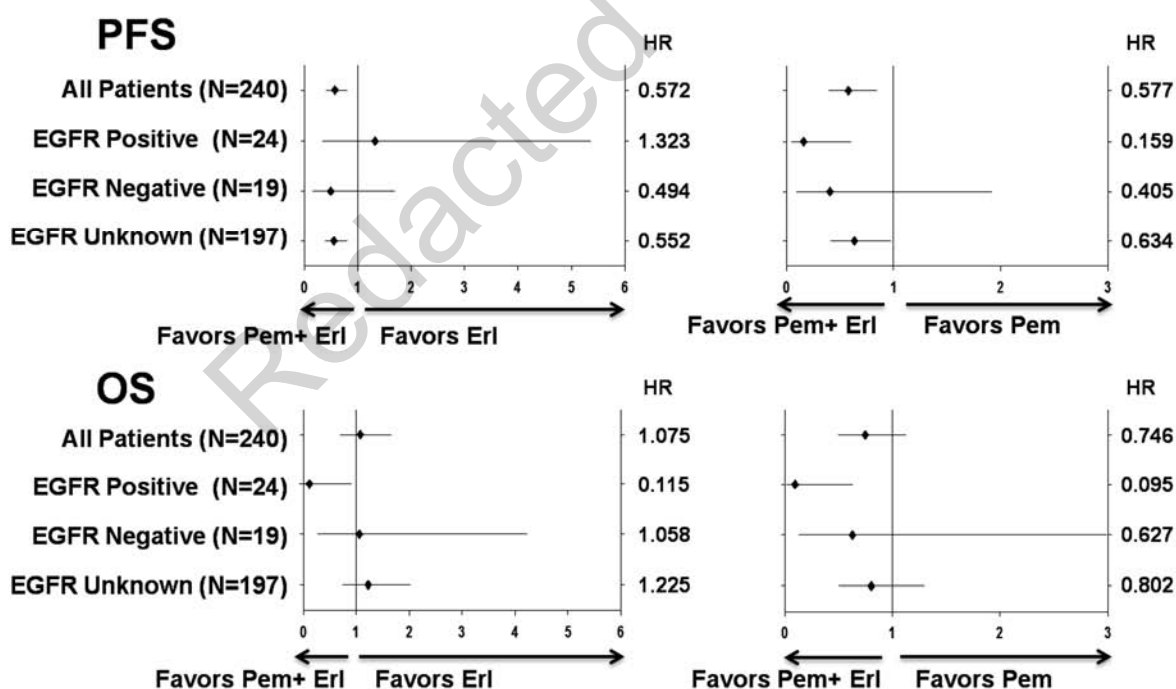 PFS
HR HR
All Patients (N=240) 0.572 0.577
EGFR Positive (N=24) 1.323 0.159
EGFR Negative (N=19) 0.494 0.405
EGFR Unknown (N=197) 0.552 0.634
0 1 2 3 4 5 6 0 1 2 3
Favors Pem+ Erl Favors Erl Favors Pem+ Erl Favors Pem
OS
HR HR
All Patients (N=240) 1.075 0.746
EGFR Positive (N=24) 0.115 0.095
EGFR Negative (N=19) 1.058 0.627
EGFR Unknown (N=197) 1.225 0.802
0 1 2 3 4 5 6 0 1 2 3
Favors Pem+ Erl Favors Erl Favors Pem+ Erl Favors Pem
Redacted